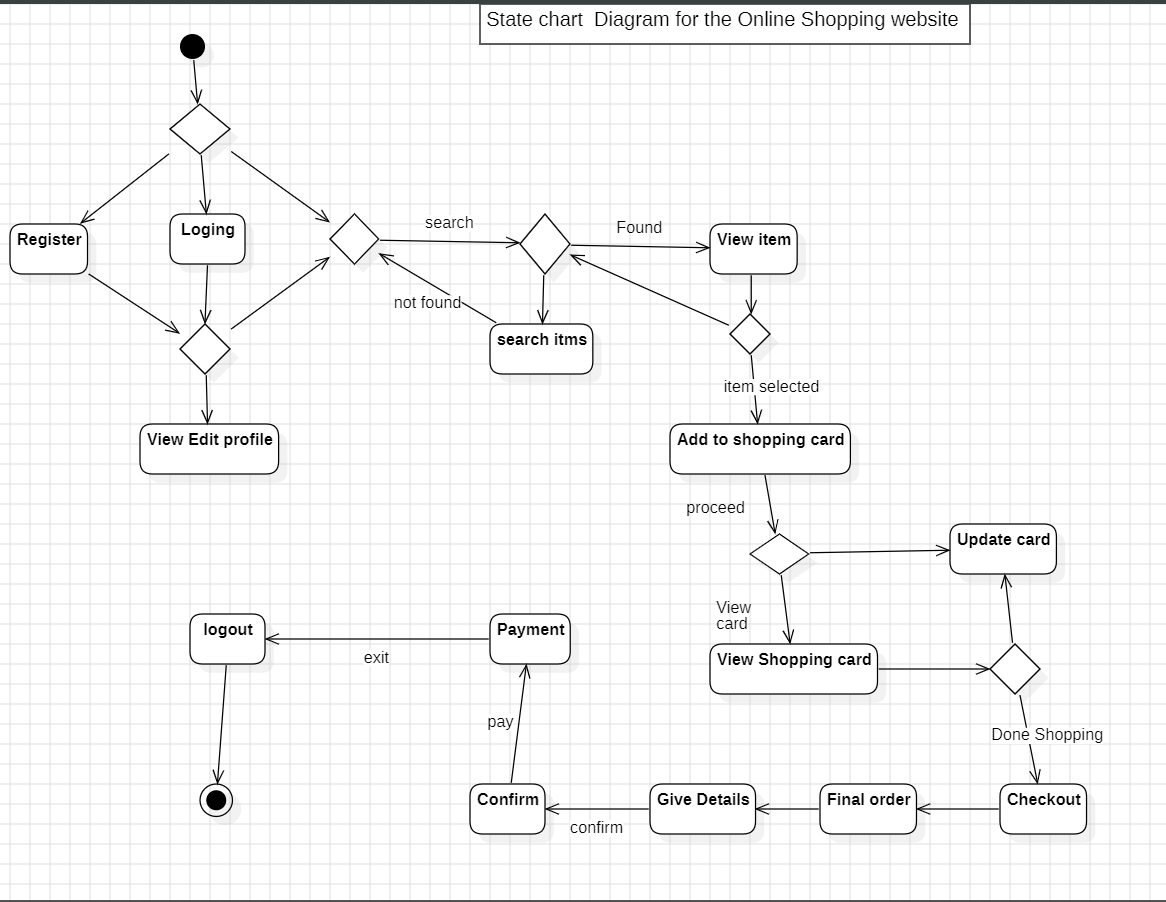 State chart  Diagram for the Online Shopping website
Register
Loging
search
Found
View item
not found
search itms
item selected
View Edit profile
Add to shopping card
proceed
Update card
View
card
logout
Payment
exit
View Shopping card
pay
Done Shopping
Confirm
confirm
Give Details
Final order
Checkout